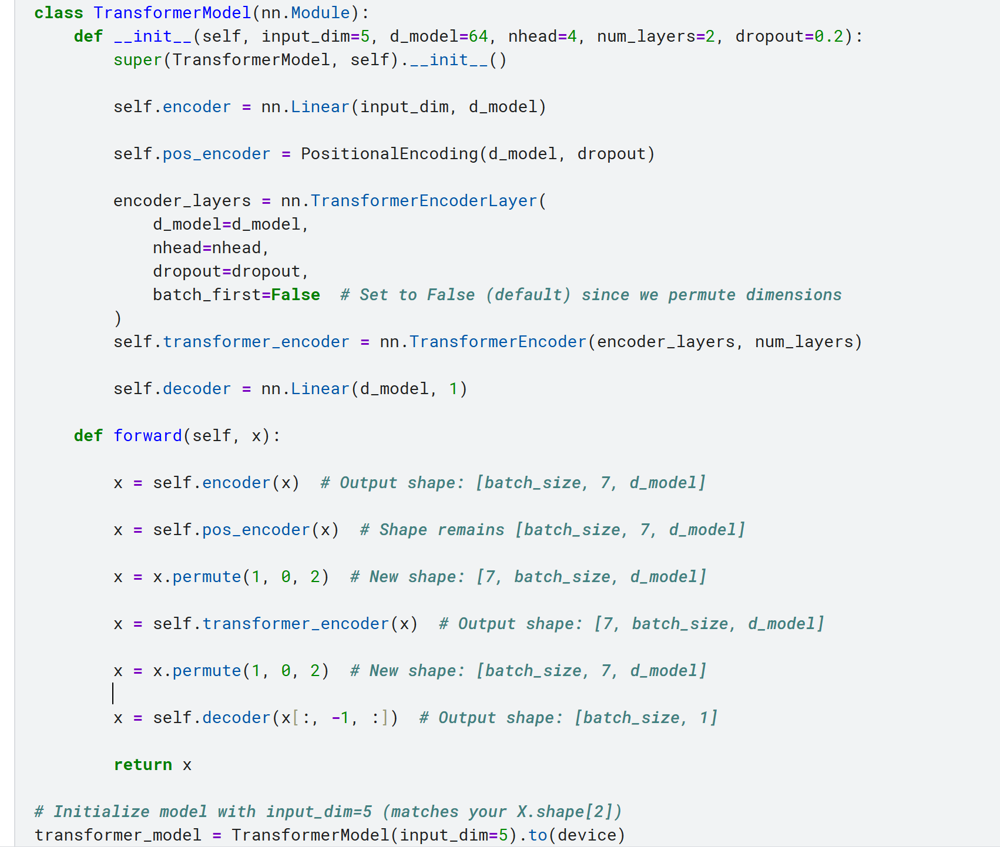 class TransformerModel(nn.Module):
    def __init__(self, input_dim=5, d_model=64, nhead=4, num_layers=2, dropout=0.2):
        super(TransformerModel, self).__init__()

        self.encoder = nn.Linear(input_dim, d_model)

        self.pos_encoder = PositionalEncoding(d_model, dropout)

        encoder_layers = nn.TransformerEncoderLayer(
            d_model=d_model,
            nhead=nhead,
            dropout=dropout,
            batch_first=False  # Set to False (default) since we permute dimensions
        )
        self.transformer_encoder = nn.TransformerEncoder(encoder_layers, num_layers)

        self.decoder = nn.Linear(d_model, 1)

    def forward(self, x):

        x = self.encoder(x)  # Output shape: [batch_size, 7, d_model]

        x = self.pos_encoder(x)  # Shape remains [batch_size, 7, d_model]

        x = x.permute(1, 0, 2)  # New shape: [7, batch_size, d_model]

        x = self.transformer_encoder(x)  # Output shape: [7, batch_size, d_model]

        x = x.permute(1, 0, 2)  # New shape: [batch_size, 7, d_model]

        x = self.decoder(x[:, -1, :])  # Output shape: [batch_size, 1]

        return x

# Initialize model with input_dim=5 (matches your X.shape[2])
transformer_model = TransformerModel(input_dim=5).to(device)